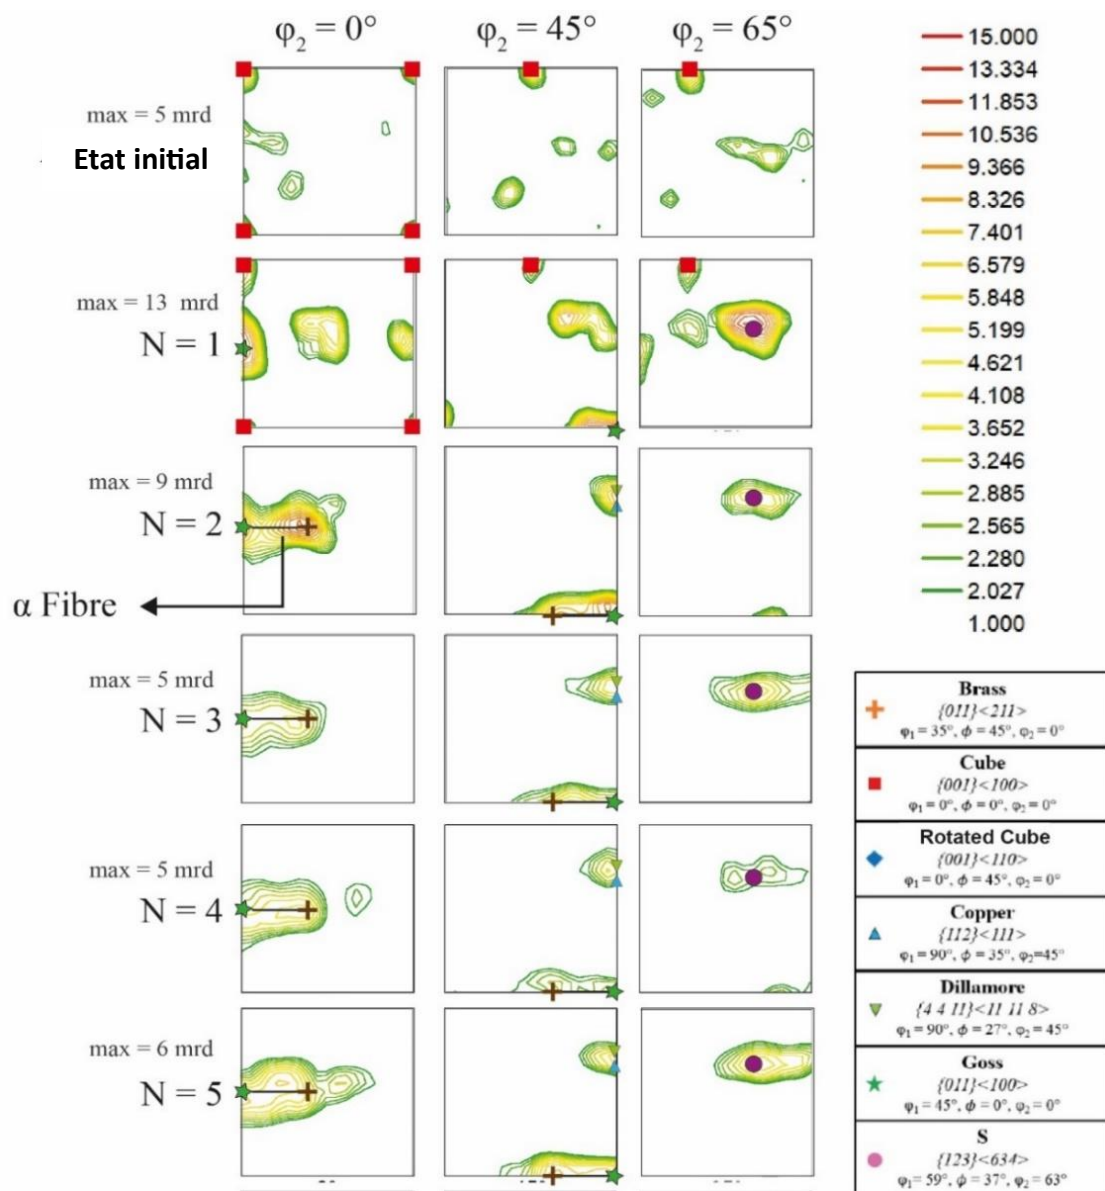 φ₂ = 0° φ₂ = 45° φ₂ = 65°
max = 5 mrd
Etat initial
max = 13 mrd
N = 1
max = 9 mrd
N = 2
α Fibre
max = 5 mrd
N = 3
max = 5 mrd
N = 4
max = 6 mrd
N = 5
15.000
13.334
11.853
10.536
9.366
8.326
7.401
6.579
5.848
5.199
4.621
4.108
3.652
3.246
2.885
2.565
2.280
2.027
1.000
Brass
{011}<211>
φ₁ = 35°, ϕ = 45°, φ₂ = 0°
Cube
{001}<100>
φ₁ = 0°, ϕ = 0°, φ₂ = 0°
Rotated Cube
{001}<110>
φ₁ = 0°, ϕ = 45°, φ₂ = 0°
Copper
{112}<111>
φ₁ = 90°, ϕ = 35°, φ₂=45°
Dillamore
{4 4 11}<11 11 8>
φ₁ = 90°, ϕ = 27°, φ₂ = 45°
Goss
{011}<100>
φ₁ = 45°, ϕ = 0°, φ₂ = 0°
S
{123}<634>
φ₁= 59°, ϕ = 37°, φ₂ = 63°